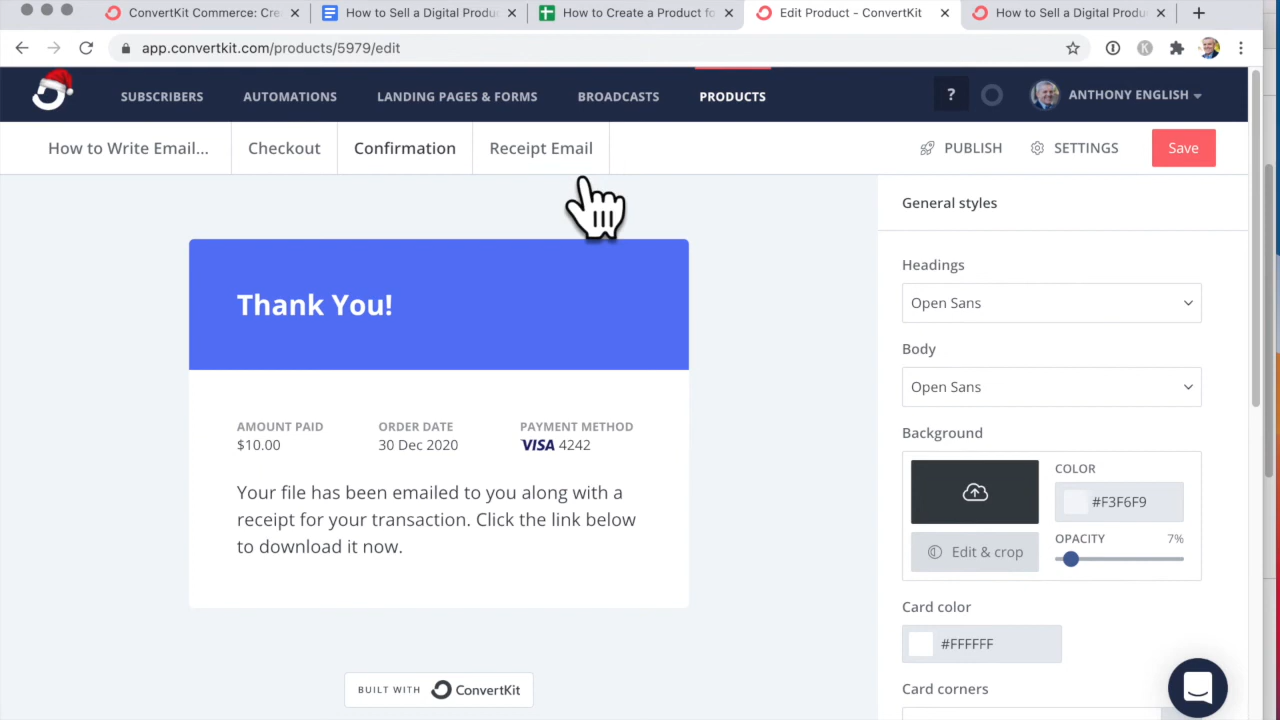 ConvertKit Commerce: Cre
How to Sell a Digital Produ
How to Create a Product fo
Edit Product - ConvertKit
How to Sell a Digital Produ
app.convertkit.com/products/5979/edit
SUBSCRIBERS
AUTOMATIONS
LANDING PAGES & FORMS
BROADCASTS
PRODUCTS
?
ANTHONY ENGLISH
How to Write Email...
Checkout
Confirmation
Receipt Email
PUBLISH
SETTINGS
Save
Thank You!
AMOUNT PAID
$10.00
ORDER DATE
30 Dec 2020
PAYMENT METHOD
VISA 4242
Your file has been emailed to you along with a
receipt for your transaction. Click the link below
to download it now.
BUILT WITH ConvertKit
General styles
Headings
Open Sans
Body
Open Sans
Background
COLOR
#F3F6F9
Edit & crop
OPACITY 7%
Card color
#FFFFFF
Card corners